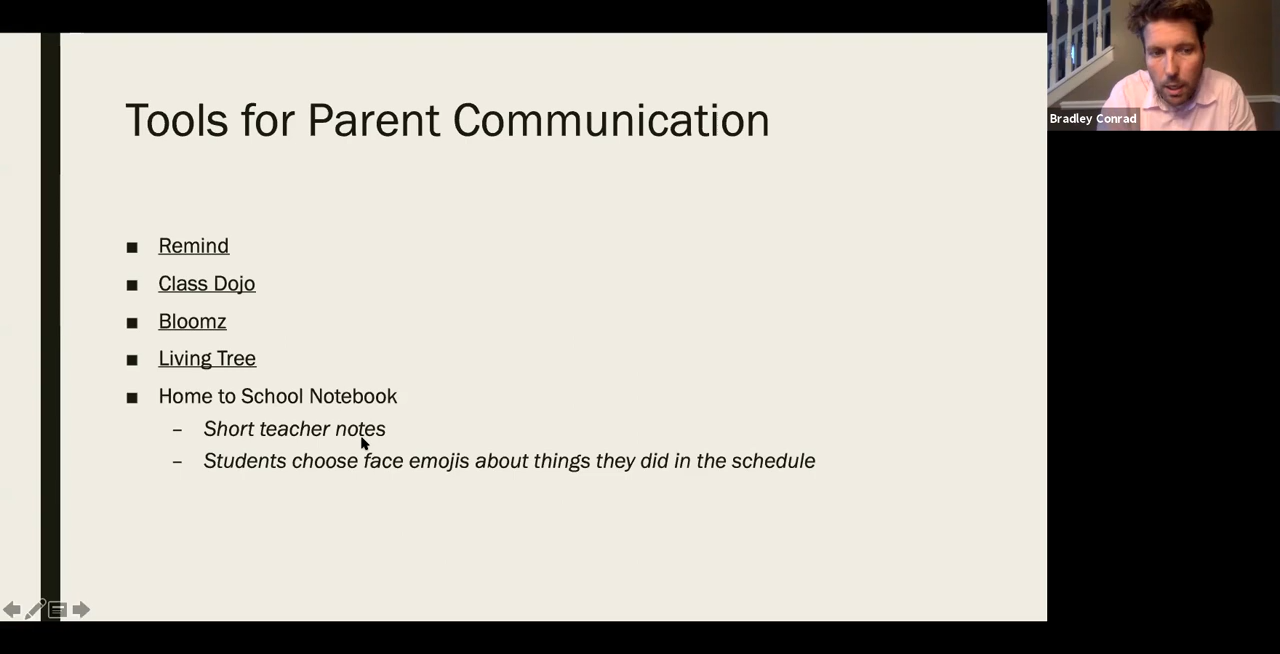 Tools for Parent Communication
Remind
Class Dojo
Bloomz
Living Tree
Home to School Notebook
– Short teacher notes
– Students choose face emojis about things they did in the schedule
Bradley Conrad